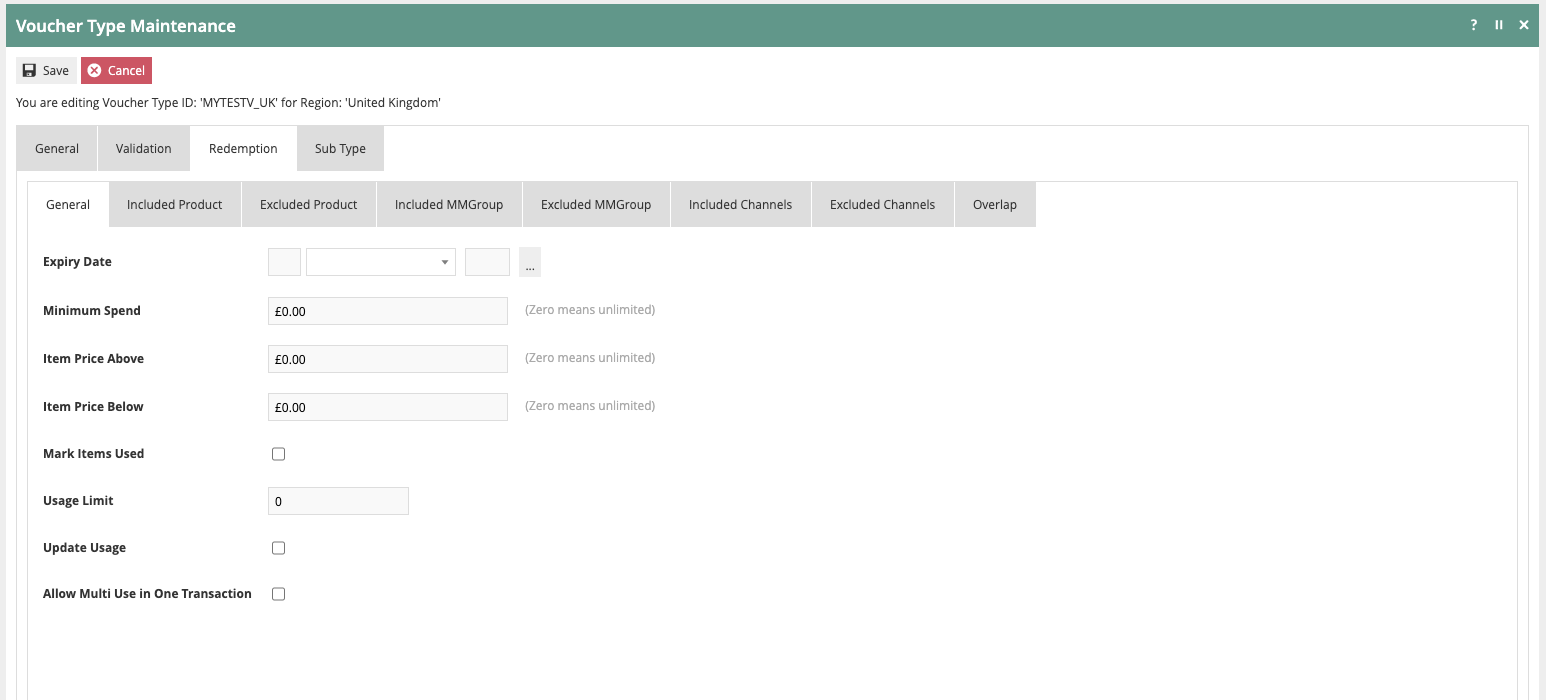 Voucher Type Maintenance ?
Save Cancel
You are editing Voucher Type ID: 'MYTESTV_UK' for Region: 'United Kingdom'
General Validation Redemption Sub Type
General Included Product Excluded Product Included MMGroup Excluded MMGroup Included Channels Excluded Channels Overlap
Expiry Date ...
Minimum Spend £0.00 (Zero means unlimited)
Item Price Above £0.00 (Zero means unlimited)
Item Price Below £0.00 (Zero means unlimited)
Mark Items Used
Usage Limit 0
Update Usage
Allow Multi Use in One Transaction